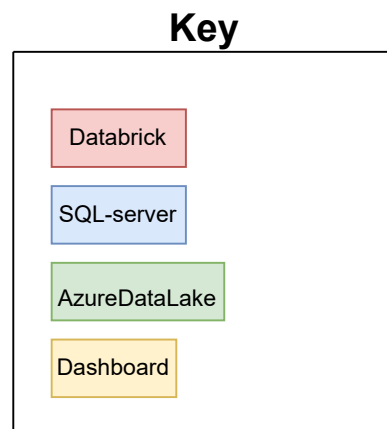 Key
Databrick
SQL-server
AzureDataLake
Dashboard